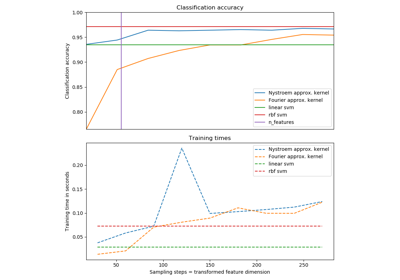 Classification accuracy
1.00
0.95
0.90
0.85
0.80
Classification accuracy
Nystroem approx. kernel
Fourier approx. kernel
linear svm
rbf svm
n_features
Training times
0.20
0.15
0.10
0.05
Training time in seconds
Nystroem approx. kernel
Fourier approx. kernel
linear svm
rbf svm
50
100
150
200
250
Sampling steps = transformed feature dimension